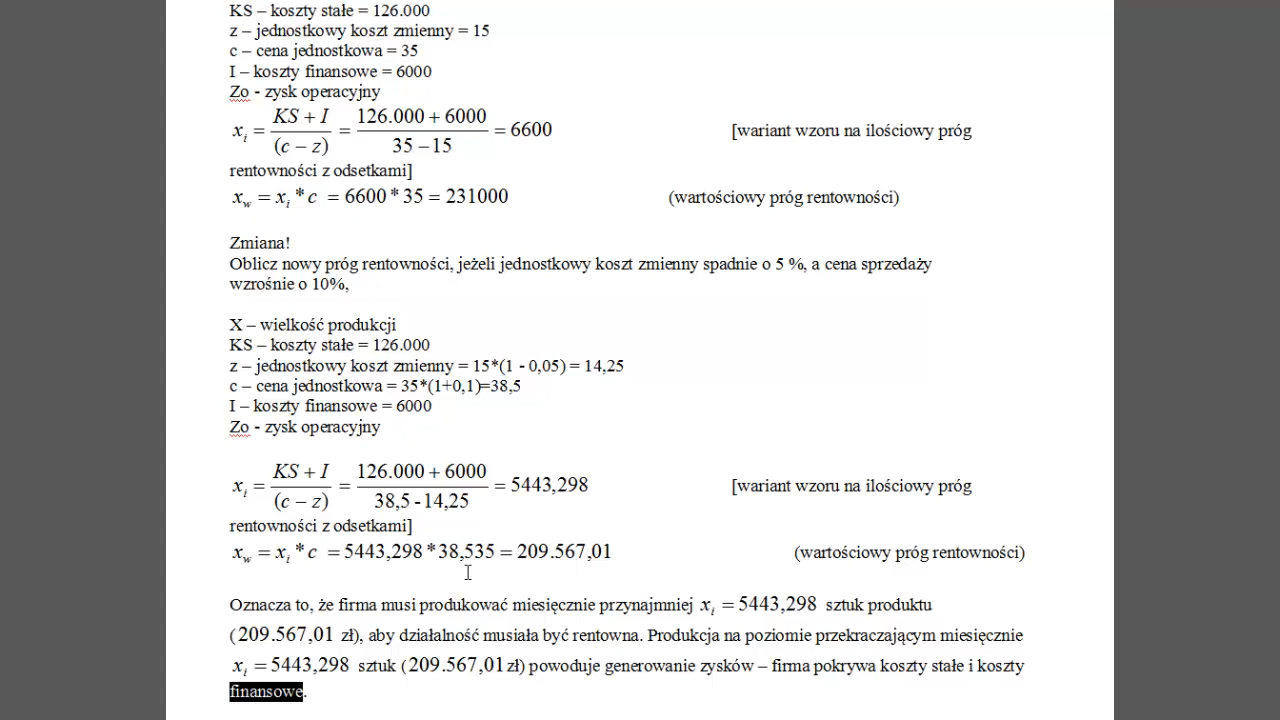 KS – koszty stałe = 126.000
z – jednostkowy koszt zmienny = 15
c – cena jednostkowa = 35
I – koszty finansowe = 6000
Zo - zysk operacyjny
x_i = (KS + I)/(c − z) = (126.000 + 6000)/(35 − 15) = 6600 [wariant wzoru na ilościowy próg
rentowności z odsetkami]
x_w = x_i * c = 6600 * 35 = 231000 (wartościowy próg rentowności)
Zmiana!
Oblicz nowy próg rentowności, jeżeli jednostkowy koszt zmienny spadnie o 5 %, a cena sprzedaży
wzrośnie o 10%,
X – wielkość produkcji
KS – koszty stałe = 126.000
z – jednostkowy koszt zmienny = 15*(1 - 0,05) = 14,25
c – cena jednostkowa = 35*(1+0,1)=38,5
I – koszty finansowe = 6000
Zo - zysk operacyjny
x_i = (KS + I)/(c − z) = (126.000 + 6000)/(38,5 - 14,25) = 5443,298 [wariant wzoru na ilościowy próg
rentowności z odsetkami]
x_w = x_i * c = 5443,298 * 38,535 = 209.567,01 (wartościowy próg rentowności)
Oznacza to, że firma musi produkować miesięcznie przynajmniej x_i = 5443,298 sztuk produktu
(209.567,01 zł), aby działalność musiała być rentowna. Produkcja na poziomie przekraczającym miesięcznie
x_i = 5443,298 sztuk (209.567,01 zł) powoduje generowanie zysków – firma pokrywa koszty stałe i koszty
finansowe.